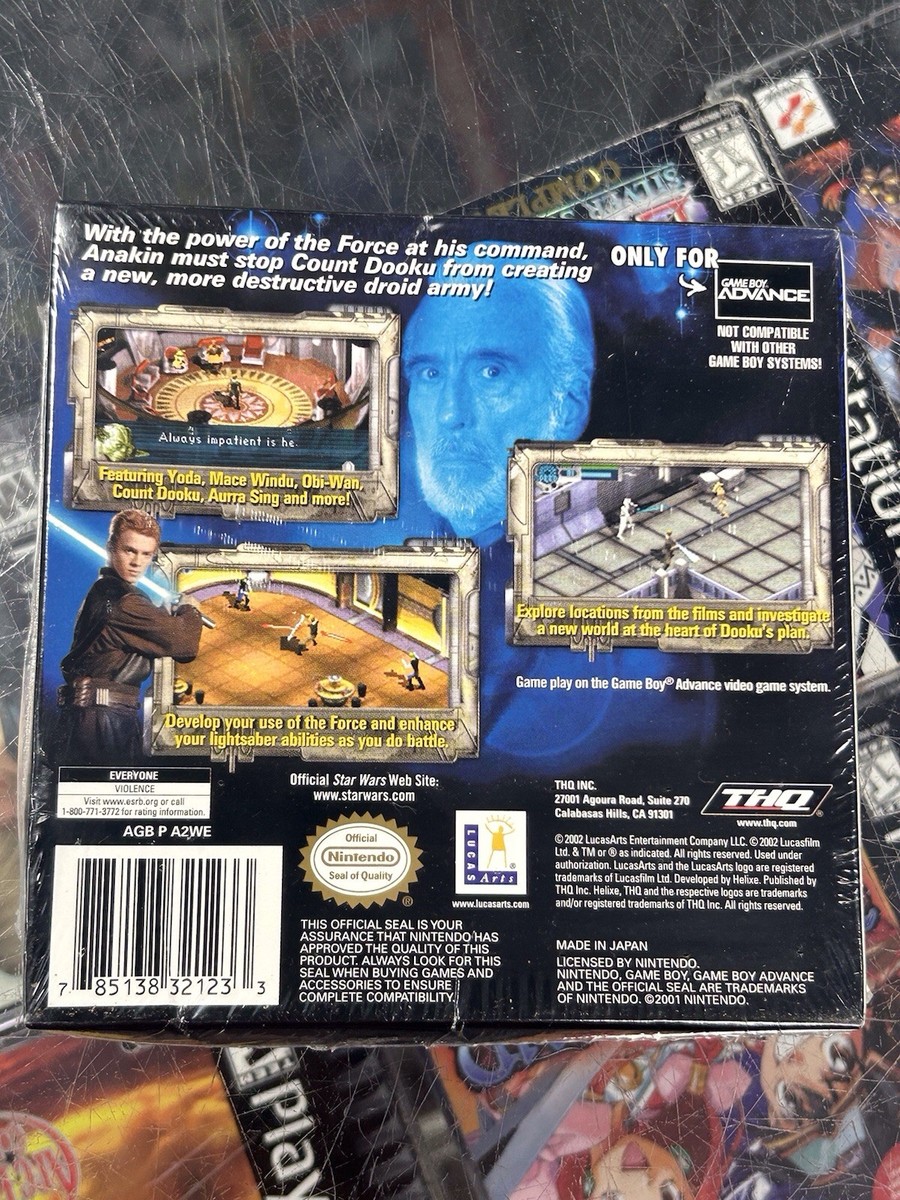 COMPLE
SILVER S
With the power of the Force at his command,
Anakin must stop Count Dooku from creating
a new, more destructive droid army!
ONLY FOR
GAME BOY
ADVANCE
NOT COMPATIBLE
WITH OTHER
GAME BOY SYSTEMS!
Always impatient is he.
Featuring Yoda, Mace Windu, Obi-Wan,
Count Dooku, Aurra Sing and more!
Explore locations from the films and investigate
a new world at the heart of Dooku's plan.
Game play on the Game Boy® Advance video game system.
Develop your use of the Force and enhance
your lightsaber abilities as you do battle.
EVERYONE
VIOLENCE
Visit www.esrb.org or call
1-800-771-3772 for rating information.
AGB P A2WE
7 85138 32123 3
Official Star Wars Web Site:
www.starwars.com
Official
Nintendo
Seal of Quality
®
THIS OFFICIAL SEAL IS YOUR
ASSURANCE THAT NINTENDO HAS
APPROVED THE QUALITY OF THIS
PRODUCT. ALWAYS LOOK FOR THIS
SEAL WHEN BUYING GAMES AND
ACCESSORIES TO ENSURE
COMPLETE COMPATIBILITY.
LUCAS
Arts
®
www.lucasarts.com
THQ INC.
27001 Agoura Road, Suite 270
Calabasas Hills, CA 91301
THQ®
www.thq.com
© 2002 LucasArts Entertainment Company LLC. © 2002 Lucasfilm
Ltd. & TM or ® as indicated. All rights reserved. Used under
authorization. LucasArts and the LucasArts logo are registered
trademarks of Lucasfilm Ltd. Developed by Helixe. Published by
THQ Inc. Helixe, THQ and the respective logos are trademarks
and/or registered trademarks of THQ Inc. All rights reserved.
MADE IN JAPAN
LICENSED BY NINTENDO.
NINTENDO, GAME BOY, GAME BOY ADVANCE
AND THE OFFICIAL SEAL ARE TRADEMARKS
OF NINTENDO. ©2001 NINTENDO.